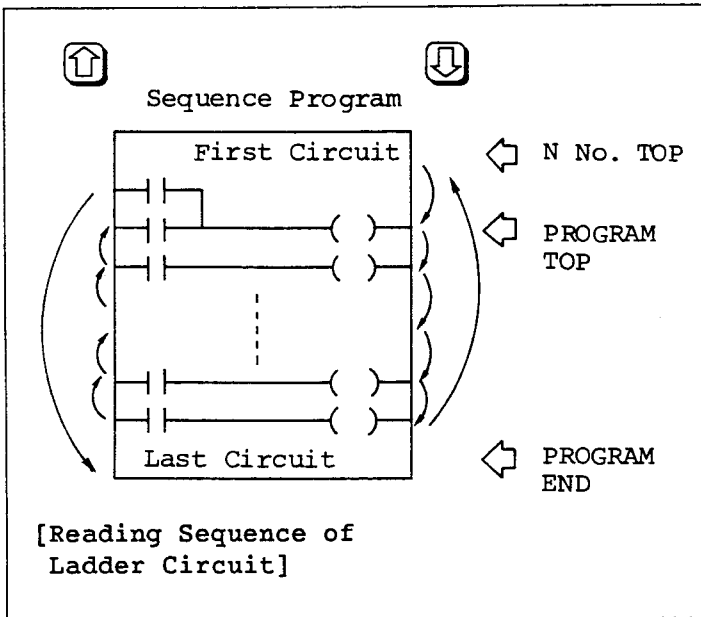 Sequence Program
First Circuit
N No. TOP
PROGRAM
TOP
Last Circuit
PROGRAM
END
[Reading Sequence of
Ladder Circuit]